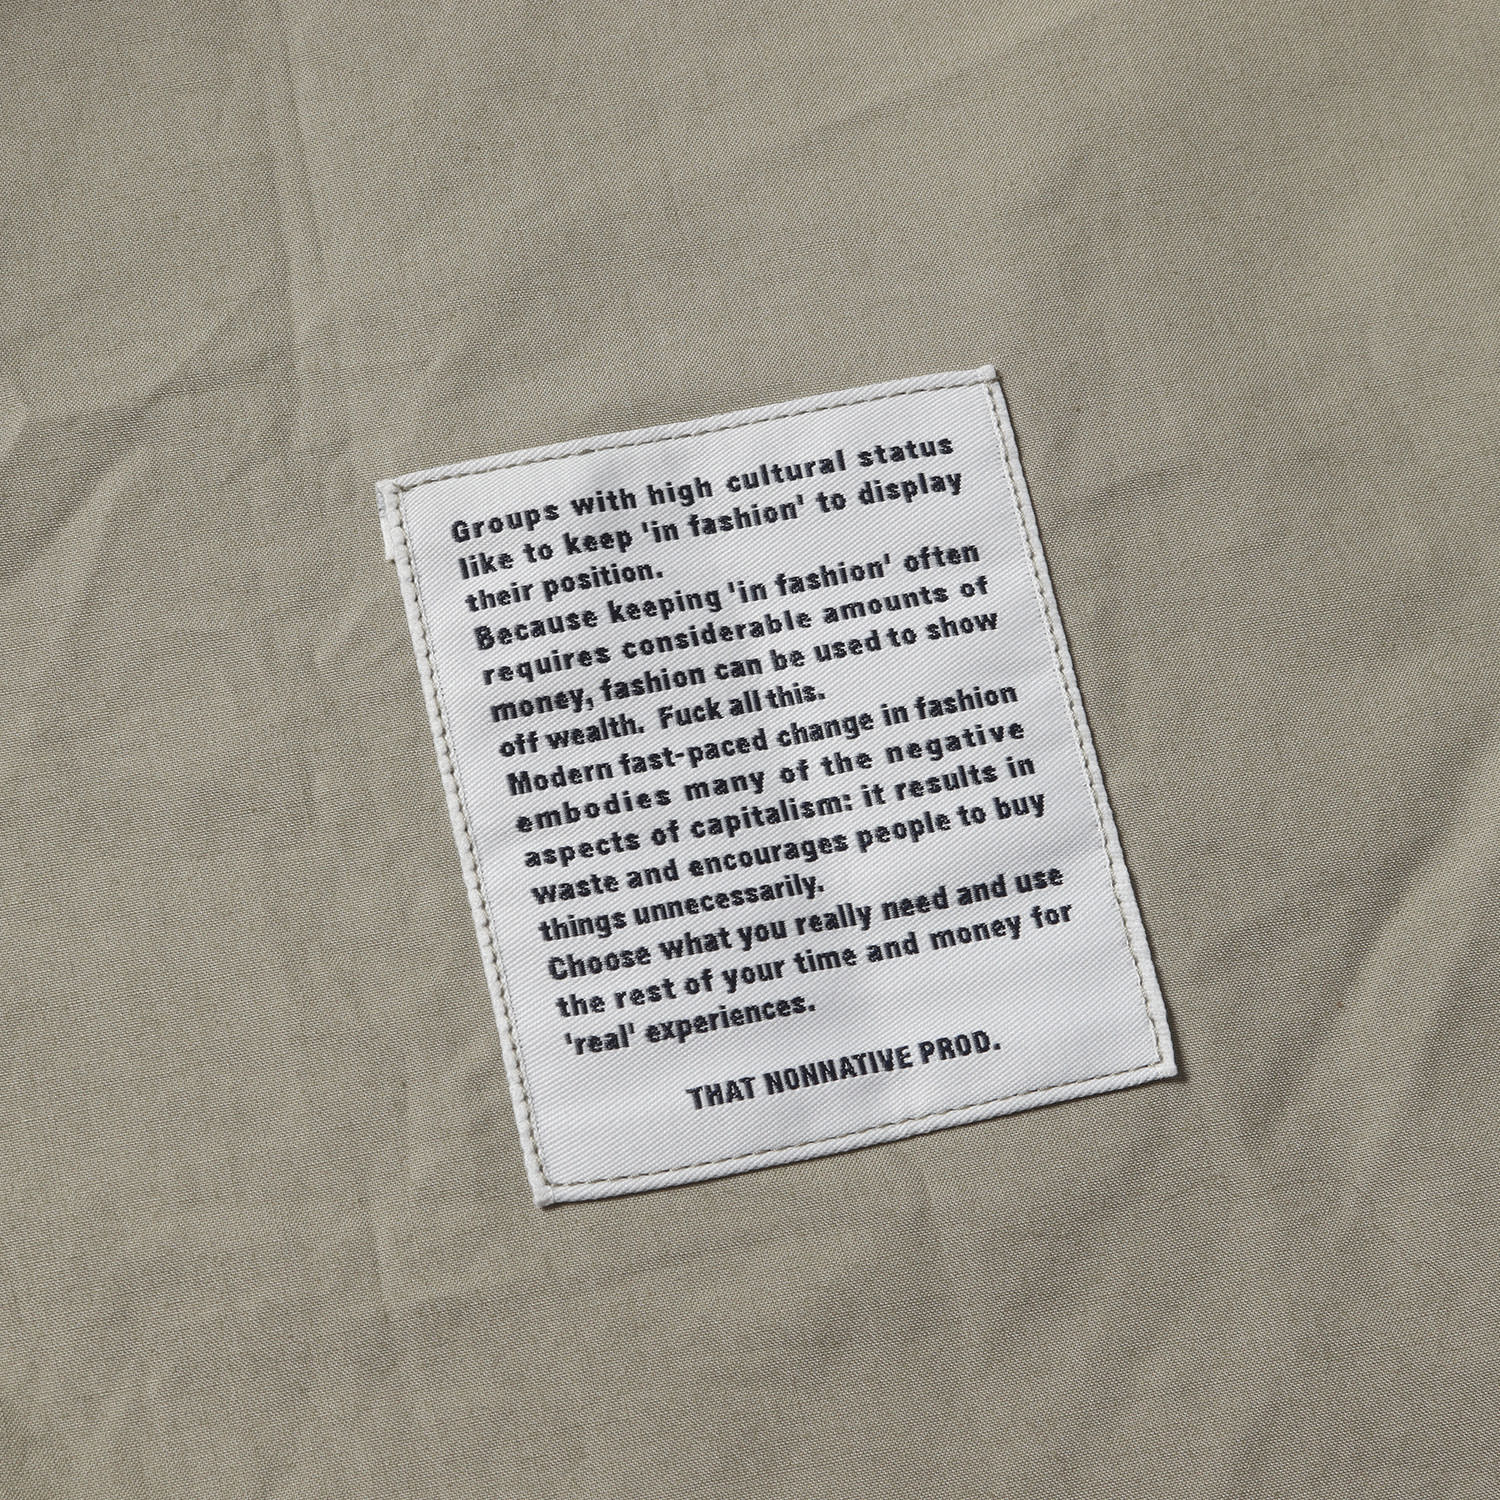 Groups with high cultural status
like to keep 'in fashion' to display
their position.
Because keeping 'in fashion' often
requires considerable amounts of
money, fashion can be used to show
off wealth. Fuck all this.
Modern fast-paced change in fashion
embodies many of the negative
aspects of capitalism: it results in
waste and encourages people to buy
things unnecessarily.
Choose what you really need and use
the rest of your time and money for
'real' experiences.
THAT NONNATIVE PROD.